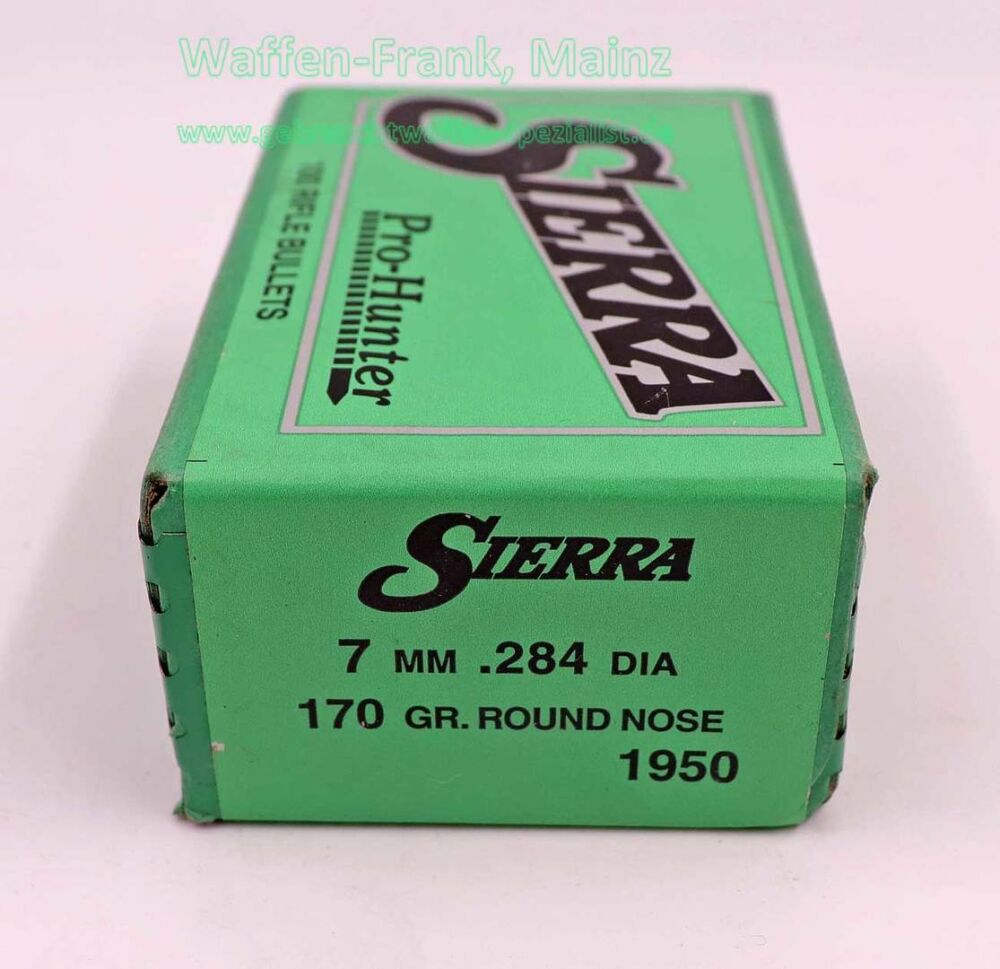 Waffen-Frank, Mainz
SIERRA
Pro-Hunter
100 RIFLE BULLETS
SIERRA
7 MM .284 DIA
170 GR. ROUND NOSE
1950